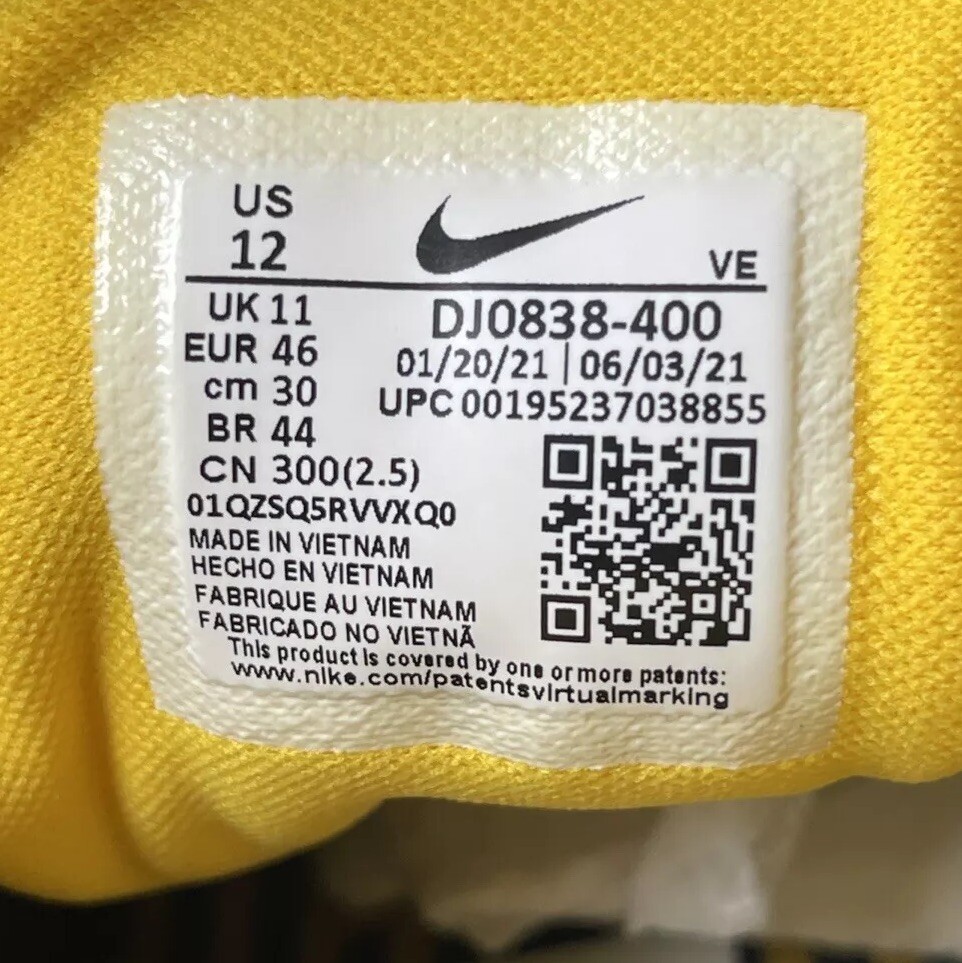 US
12
VE
UK 11
EUR 46
cm 30
BR 44
CN 300(2.5)
DJ0838-400
01/20/21 | 06/03/21
UPC 00195237038855
01QZSQ5RVVXQ0
MADE IN VIETNAM
HECHO EN VIETNAM
FABRIQUE AU VIETNAM
FABRICADO NO VIETNÃ
This product is covered by one or more patents:
www.nike.com/patentsvirtualmarking